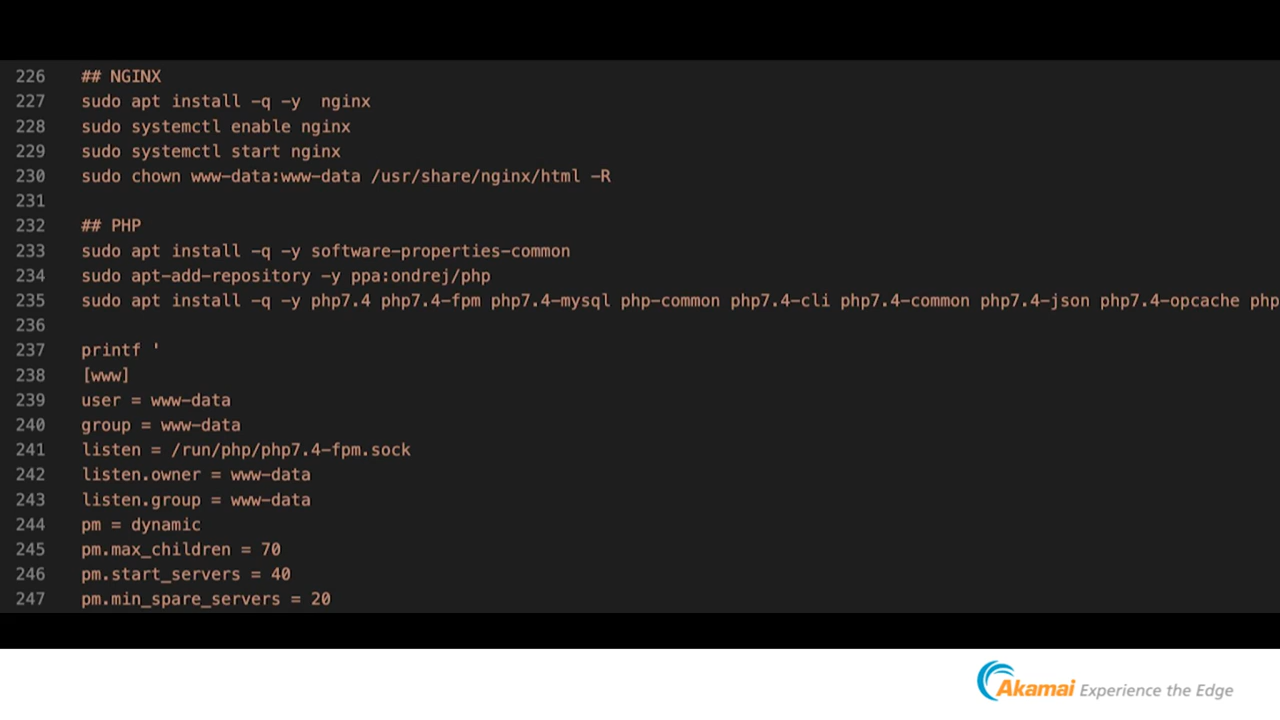 226 ## NGINX
227 sudo apt install -q -y  nginx
228 sudo systemctl enable nginx
229 sudo systemctl start nginx
230 sudo chown www-data:www-data /usr/share/nginx/html -R
231
232 ## PHP
233 sudo apt install -q -y software-properties-common
234 sudo apt-add-repository -y ppa:ondrej/php
235 sudo apt install -q -y php7.4 php7.4-fpm php7.4-mysql php-common php7.4-cli php7.4-common php7.4-json php7.4-opcache php
236
237 printf '
238 [www]
239 user = www-data
240 group = www-data
241 listen = /run/php/php7.4-fpm.sock
242 listen.owner = www-data
243 listen.group = www-data
244 pm = dynamic
245 pm.max_children = 70
246 pm.start_servers = 40
247 pm.min_spare_servers = 20
Akamai Experience the Edge